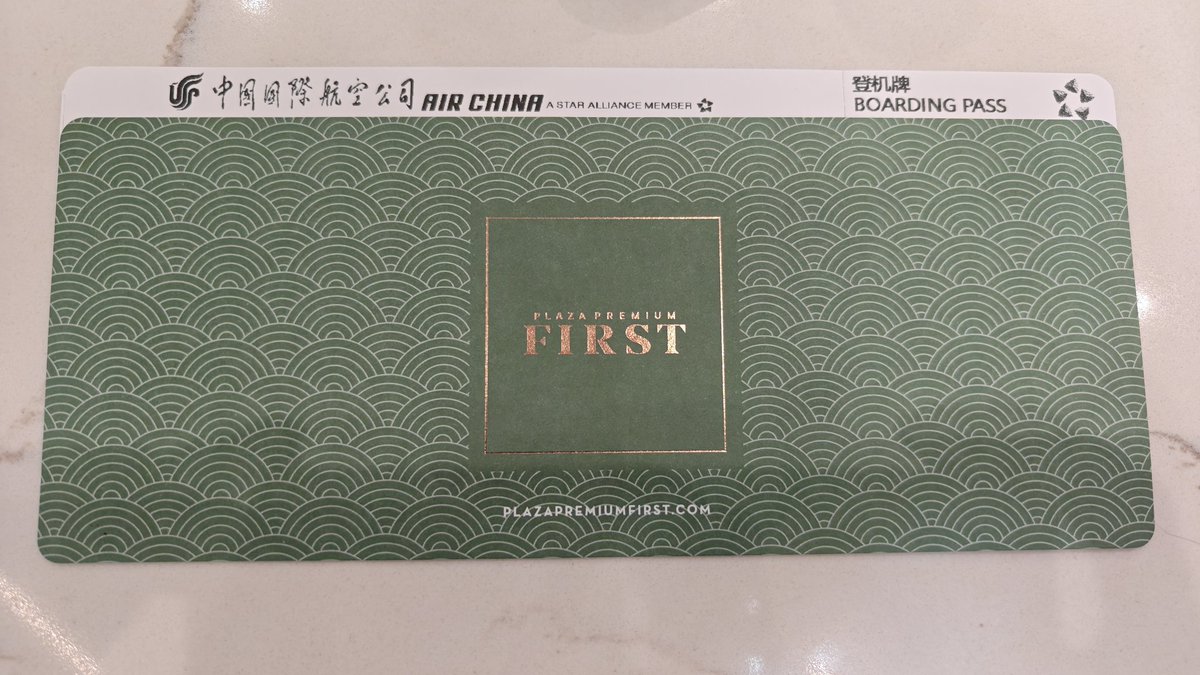 中国国際航空公司 AIR CHINA A STAR ALLIANCE MEMBER
登机牌
BOARDING PASS
PLAZA PREMIUM
FIRST
PLAZAPREMIUMFIRST.COM